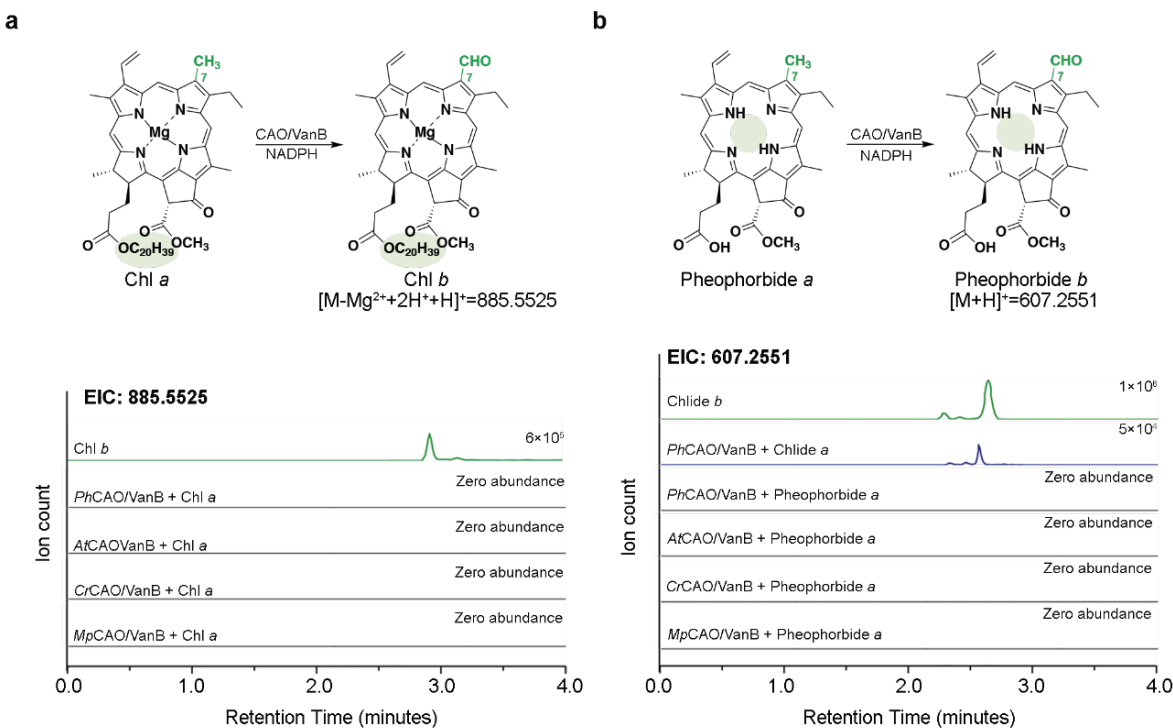 a
CH₃
7
N
N
Mg
N
N
O
OC₂₀H₃₉
O
O
OCH₃
Chl a
CAO/VanB
NADPH
CHO
7
N
N
Mg
N
N
O
OC₂₀H₃₉
O
O
OCH₃
Chl b
[M-Mg²⁺+2H⁺+H]⁺=885.5525
EIC: 885.5525
Chl b
6×10⁵
PhCAO/VanB + Chl a
Zero abundance
AtCAOVanB + Chl a
Zero abundance
CrCAO/VanB + Chl a
Zero abundance
MpCAO/VanB + Chl a
Zero abundance
Ion count
0.0 1.0 2.0 3.0 4.0
Retention Time (minutes)
b
CH₃
7
NH
N
N
HN
O
OH
O
O
OCH₃
Pheophorbide a
CAO/VanB
NADPH
CHO
7
NH
N
N
HN
O
OH
O
O
OCH₃
Pheophorbide b
[M+H]⁺=607.2551
EIC: 607.2551
Chlide b
1×10⁶
PhCAO/VanB + Chlide a
5×10⁴
PhCAO/VanB + Pheophorbide a
Zero abundance
AtCAO/VanB + Pheophorbide a
Zero abundance
CrCAO/VanB + Pheophorbide a
Zero abundance
MpCAO/VanB + Pheophorbide a
Zero abundance
Ion count
0.0 1.0 2.0 3.0 4.0
Retention Time (minutes)